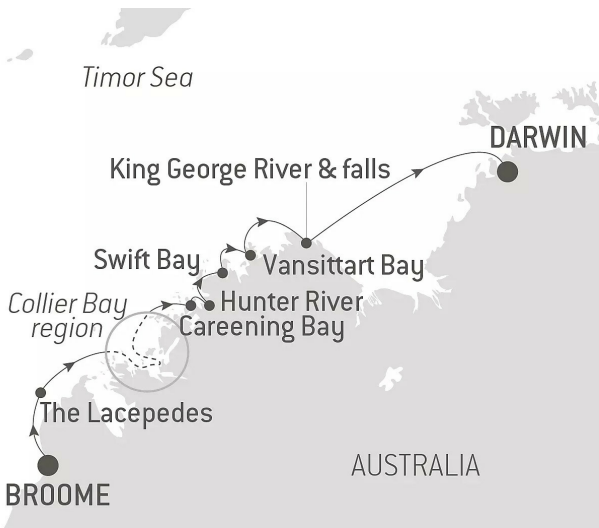 Timor Sea
DARWIN
King George River & falls
Swift Bay
Vansittart Bay
Collier Bay
region
Hunter River
Careening Bay
The Lacepedes
AUSTRALIA
BROOME